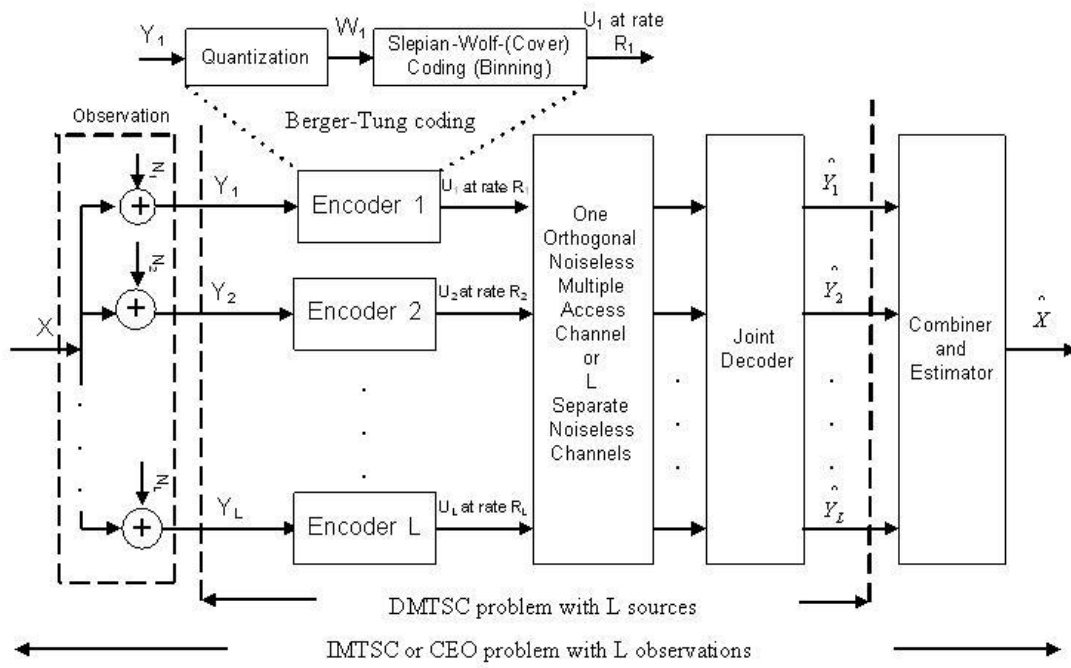 Y1
Quantization
W1
Slepian-Wolf-(Cover)
Coding (Binning)
U1 at rate
R1
Berger-Tung coding
Observation
N1
Y1
Encoder 1
U1 at rate R1
Ŷ1
N2
Y2
Encoder 2
U2 at rate R2
Ŷ2
X
One
Orthogonal
Noiseless
Multiple
Access
Channel
or
L
Separate
Noiseless
Channels
Joint
Decoder
Combiner
and
Estimator
X̂
NL
YL
Encoder L
UL at rate RL
ŶL
DMTSC problem with L sources
IMTSC or CEO problem with L observations